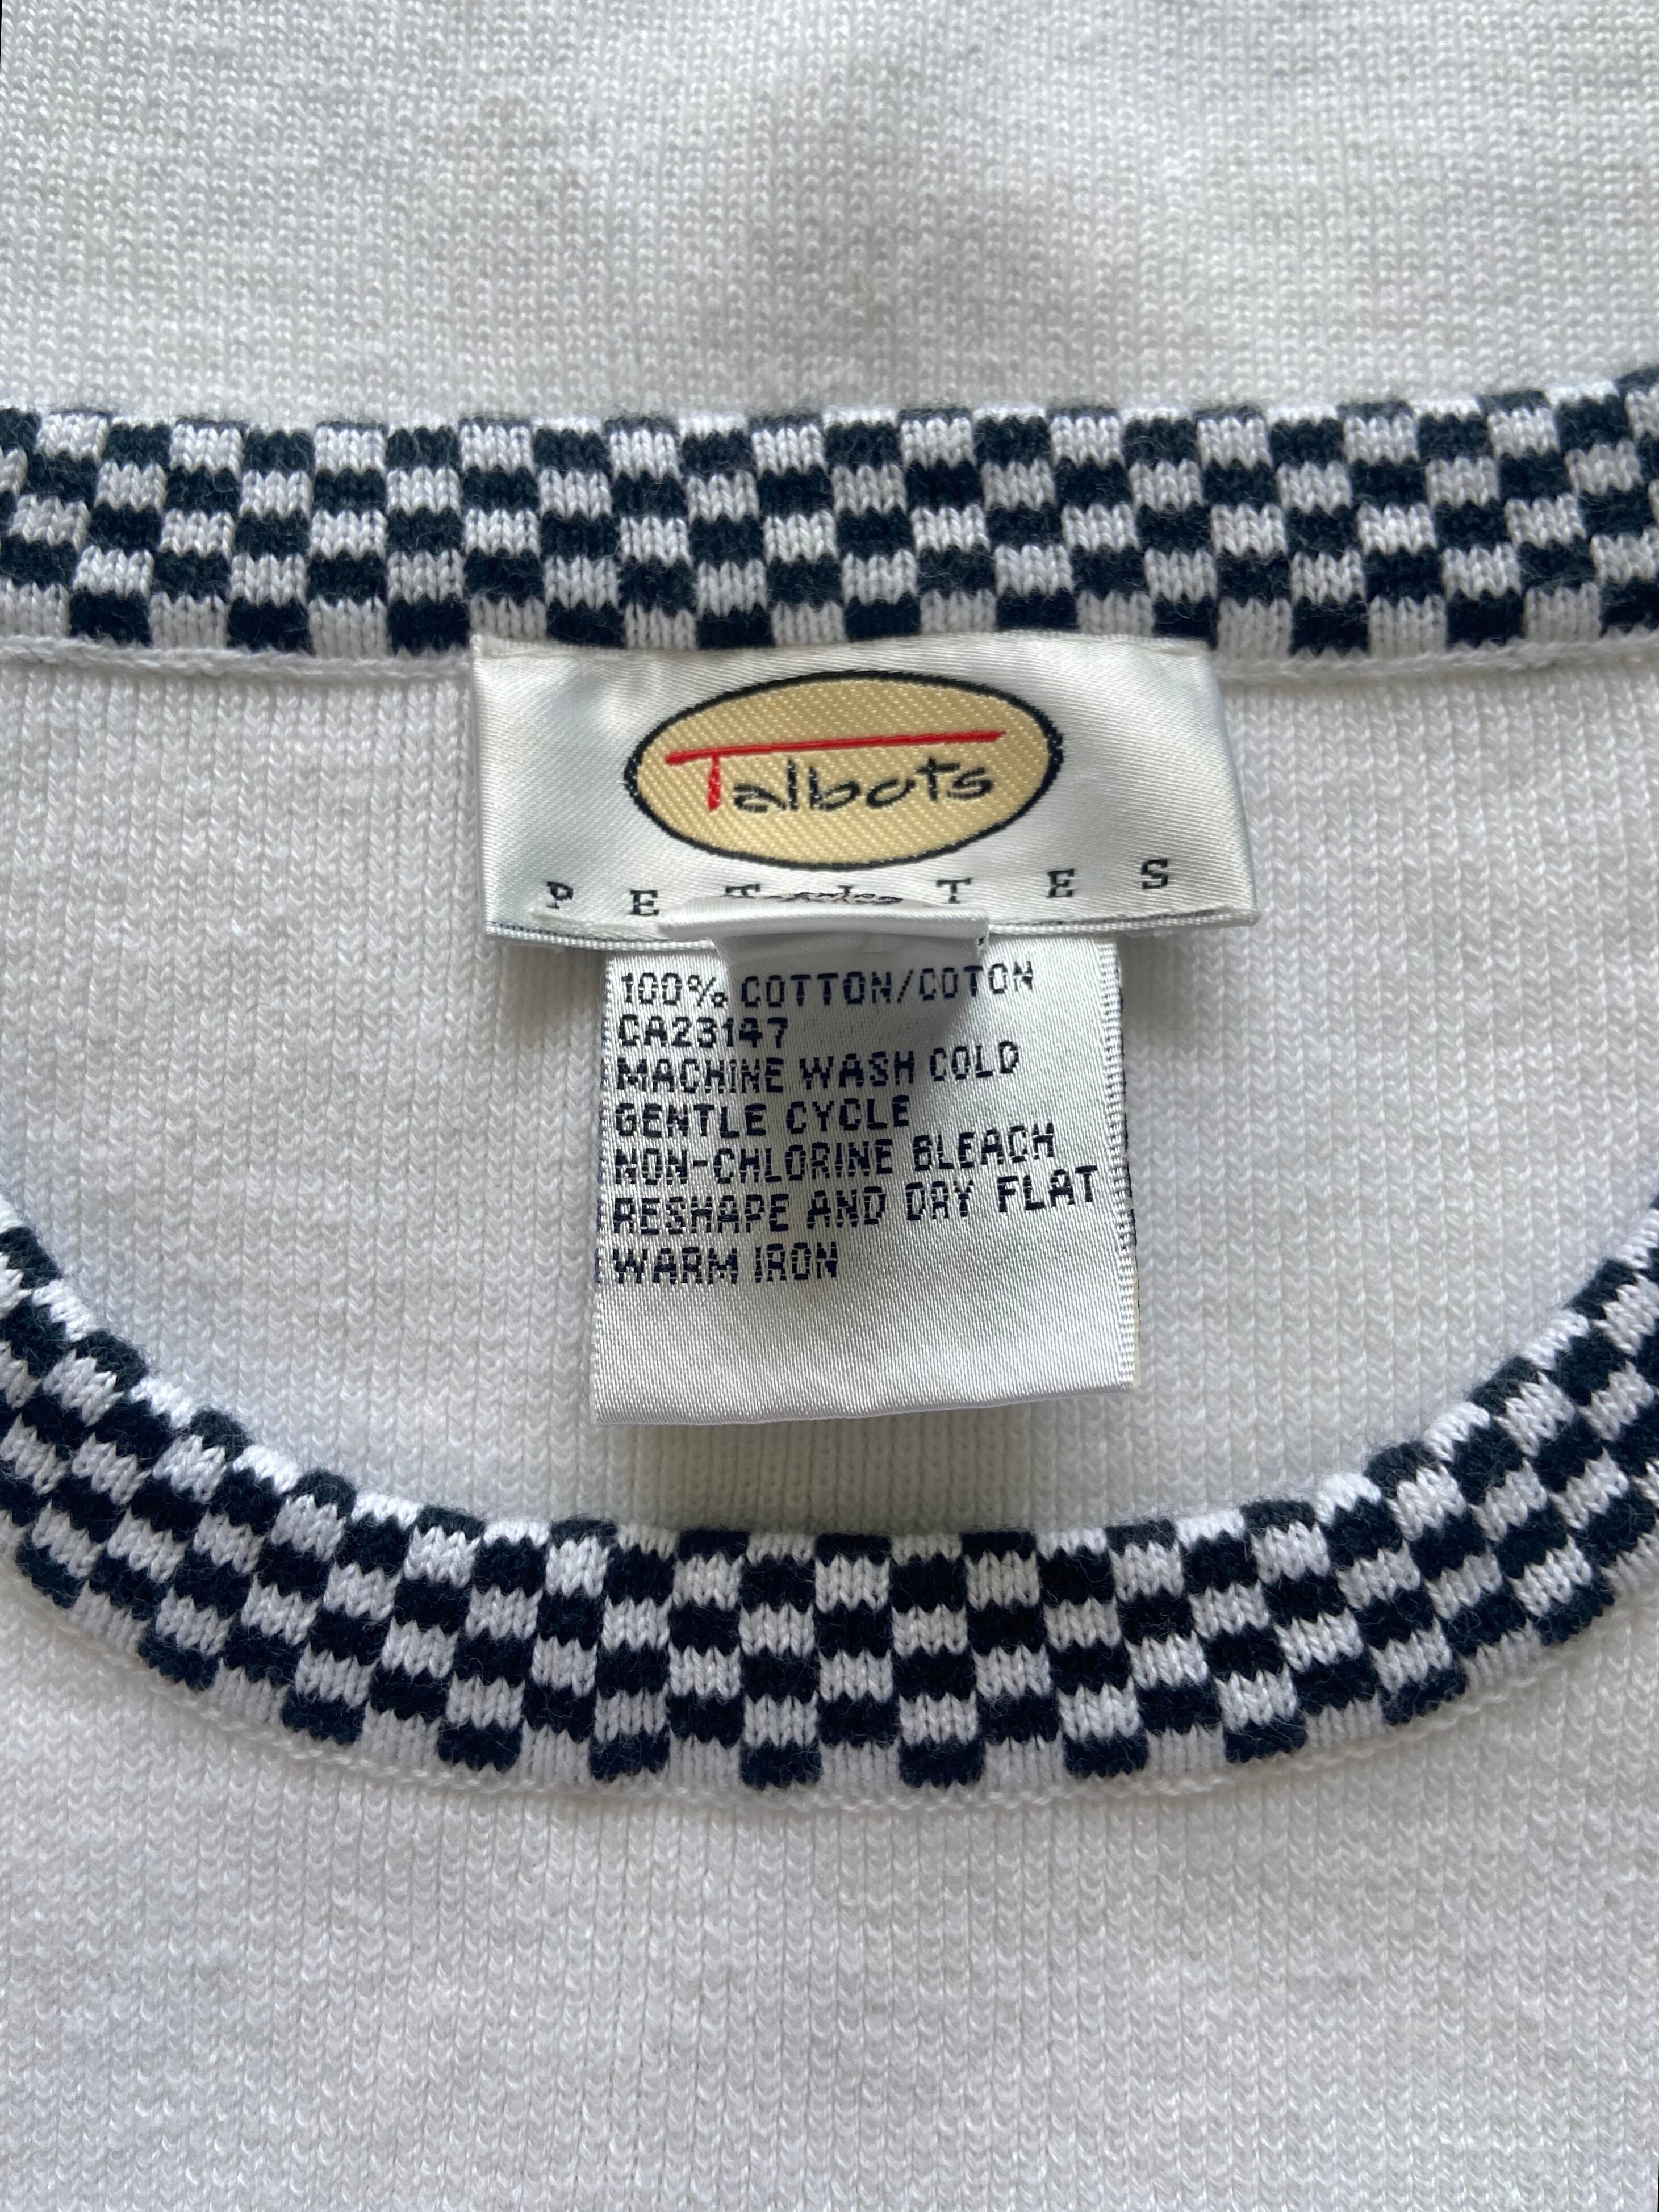 Talbots
PETITES
100% COTTON/COTON
CA23147
MACHINE WASH COLD
GENTLE CYCLE
NON-CHLORINE BLEACH
RESHAPE AND DRY FLAT
WARM IRON